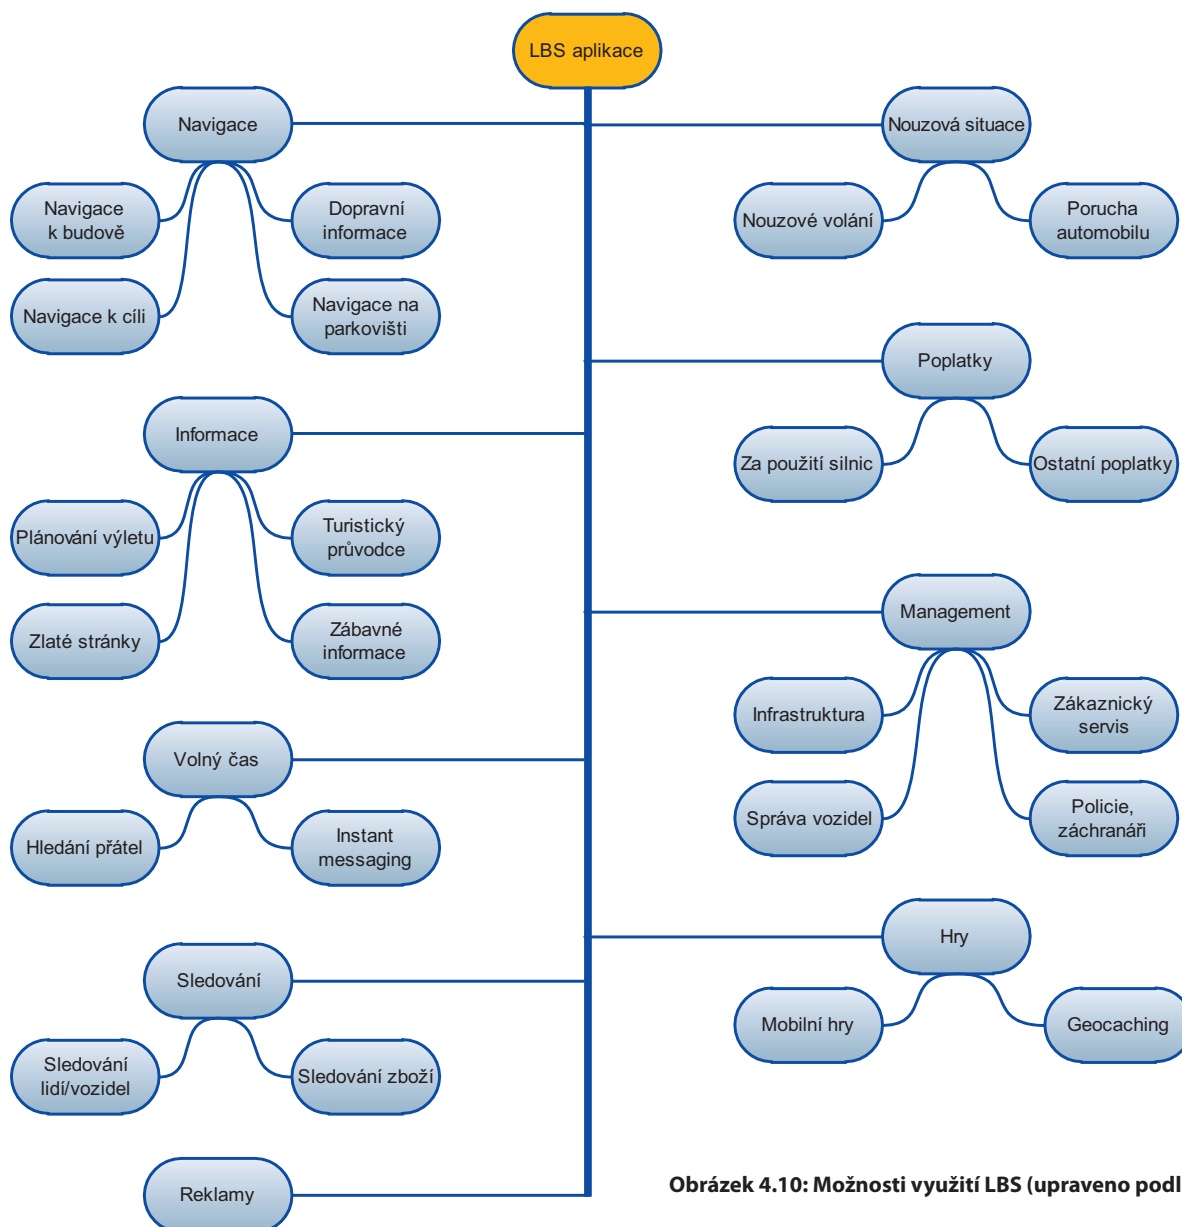 LBS aplikace
Navigace
Navigace
k budově
Dopravní
informace
Navigace k cíli
Navigace na
parkovišti
Informace
Plánování výletu
Turistický
průvodce
Zlaté stránky
Zábavné
informace
Volný čas
Hledání přátel
Instant
messaging
Sledování
Sledování
lidí/vozidel
Sledování zboží
Reklamy
Nouzová situace
Nouzové volání
Porucha
automobilu
Poplatky
Za použití silnic
Ostatní poplatky
Management
Infrastruktura
Zákaznický
servis
Správa vozidel
Policie,
záchranáři
Hry
Mobilní hry
Geocaching
Obrázek 4.10: Možnosti využití LBS (upraveno podl